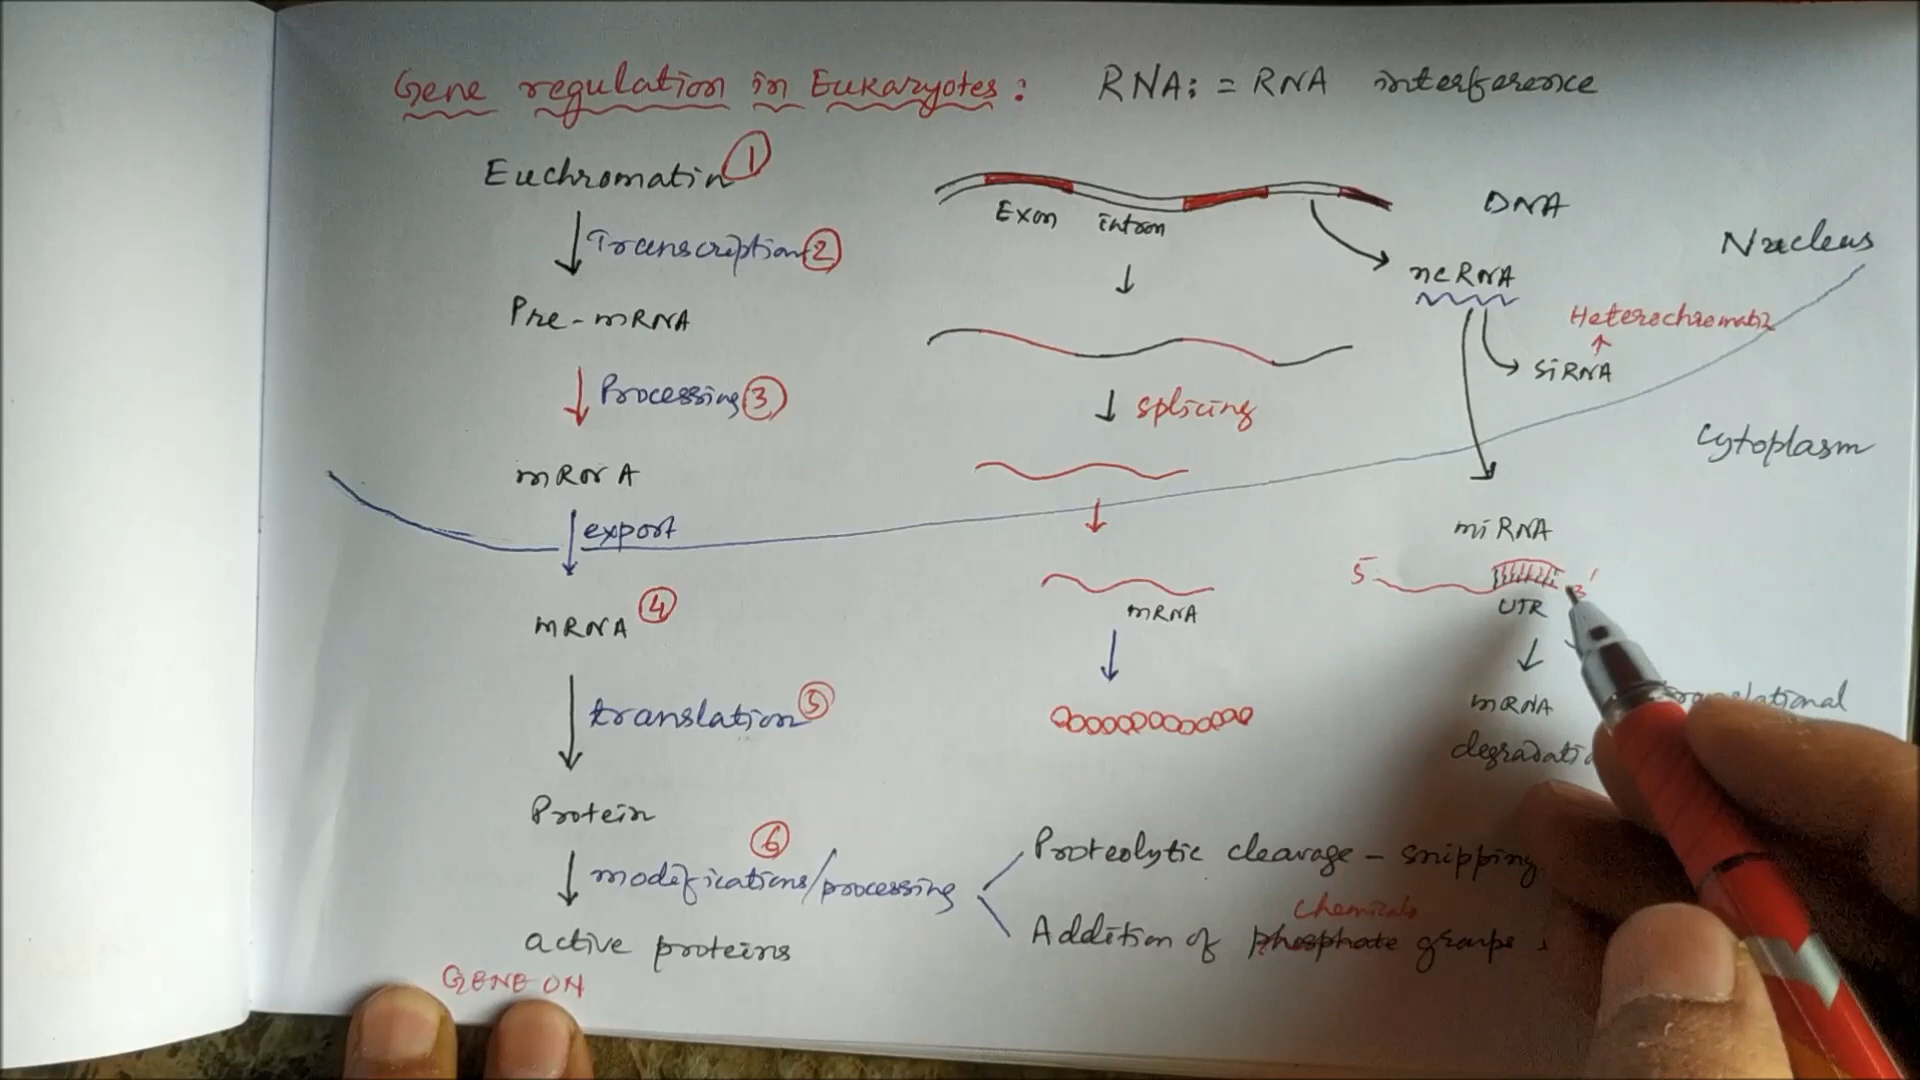 Gene regulation in Eukaryotes : RNAi = RNA interference
Euchromatin 1
Transcription 2
Pre-mRNA
Processing 3
mRNA
export
mRNA 4
translation 5
Protein
modifications/processing 6
active proteins
GENE ON
Exon intron
DNA
Nucleus
ncRNA
Heterochromatin
siRNA
splicing
Cytoplasm
miRNA
5 3'
UTR
mRNA
mRNA
Proteolytic cleavage - snipping
chemicals
Addition of phosphate groups